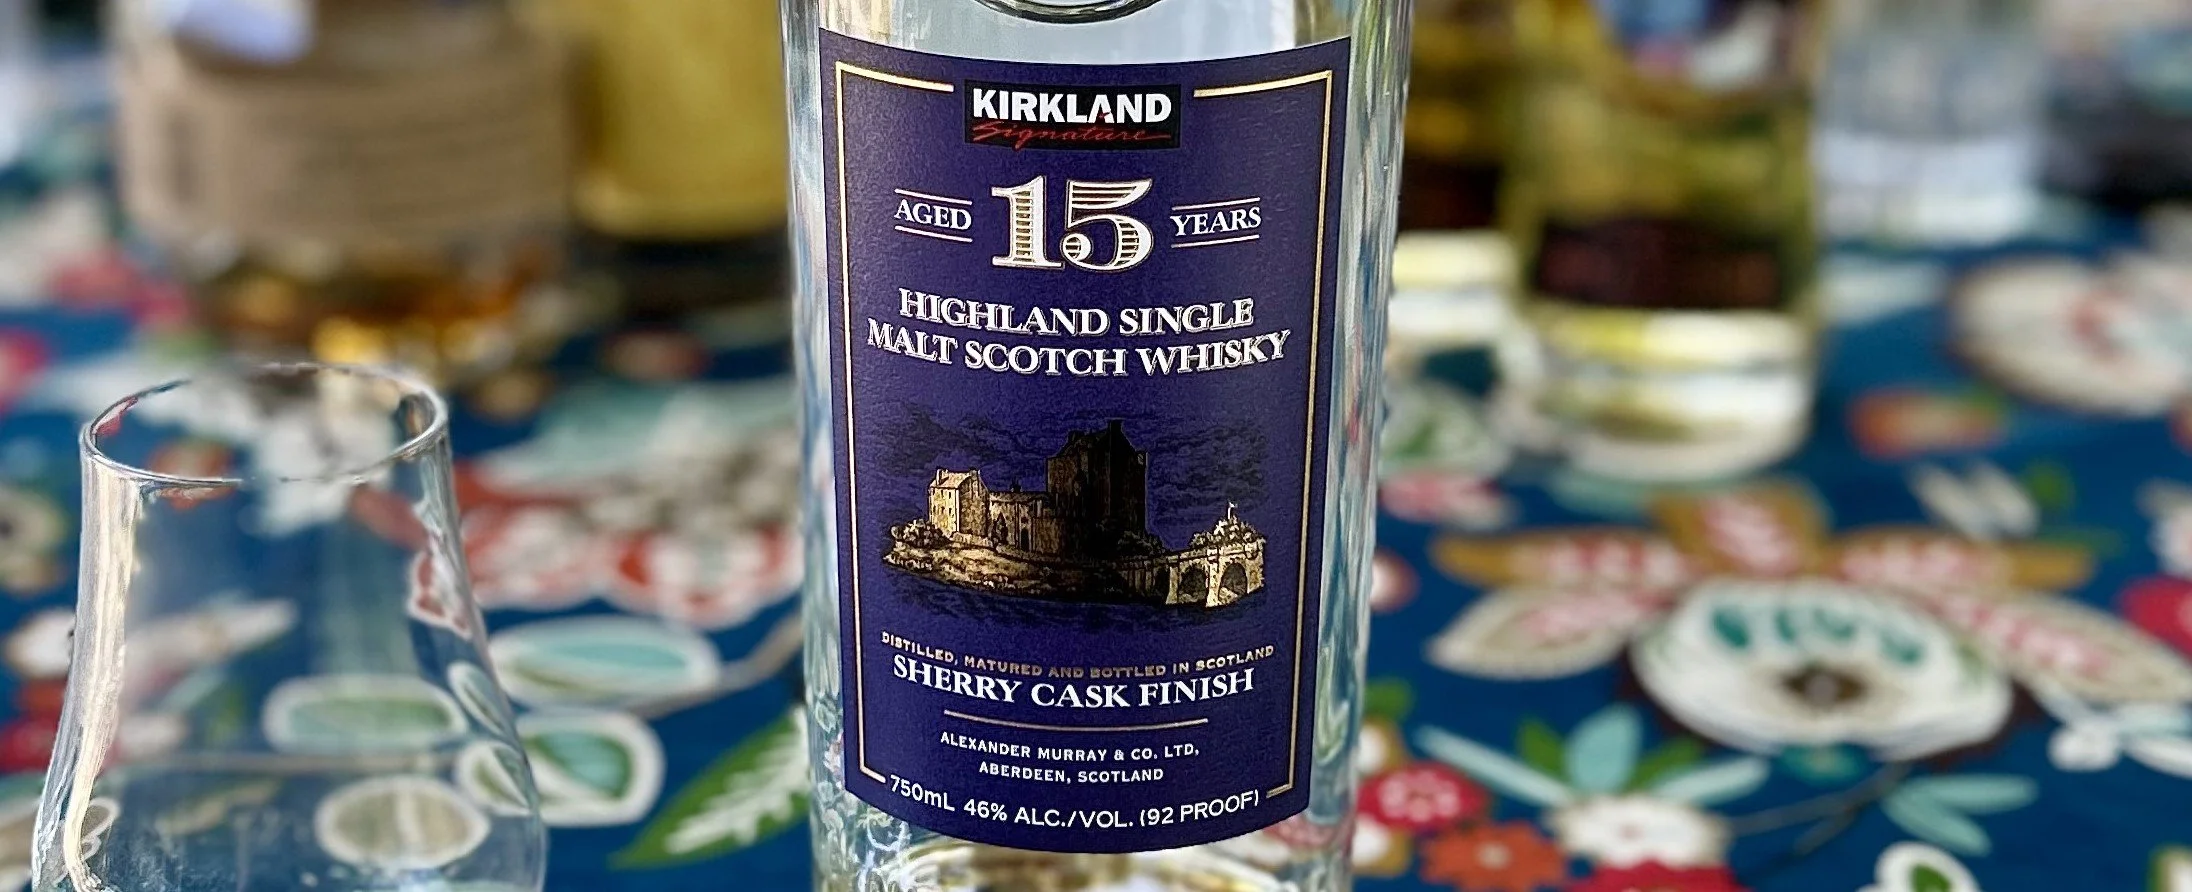 KIRKLAND
Signature
AGED 15 YEARS
HIGHLAND SINGLE
MALT SCOTCH WHISKY
DISTILLED, MATURED AND BOTTLED IN SCOTLAND
SHERRY CASK FINISH
ALEXANDER MURRAY & CO. LTD,
ABERDEEN, SCOTLAND
750mL 46% ALC./VOL. (92 PROOF)